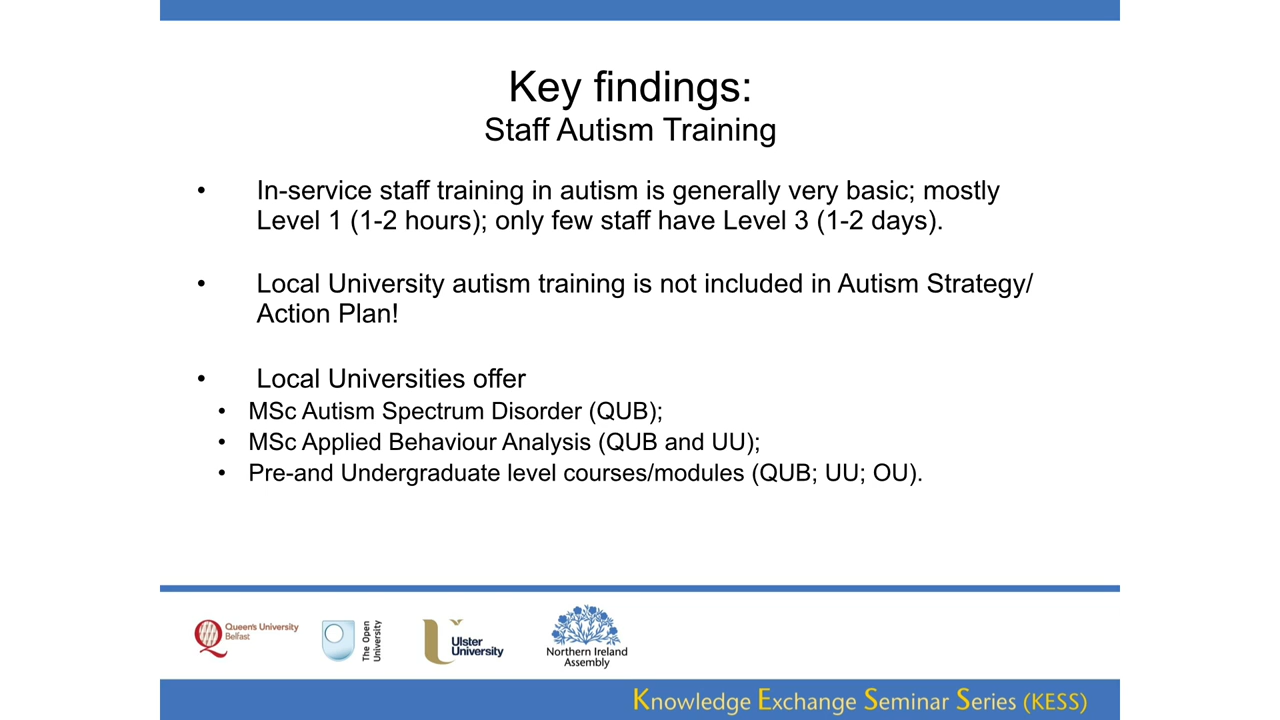 Key findings:
Staff Autism Training
• In-service staff training in autism is generally very basic; mostly
Level 1 (1-2 hours); only few staff have Level 3 (1-2 days).
• Local University autism training is not included in Autism Strategy/
Action Plan!
• Local Universities offer
• MSc Autism Spectrum Disorder (QUB);
• MSc Applied Behaviour Analysis (QUB and UU);
• Pre-and Undergraduate level courses/modules (QUB; UU; OU).
Queen's University
Belfast
The Open
University
Ulster
University
Northern Ireland
Assembly
Knowledge Exchange Seminar Series (KESS)